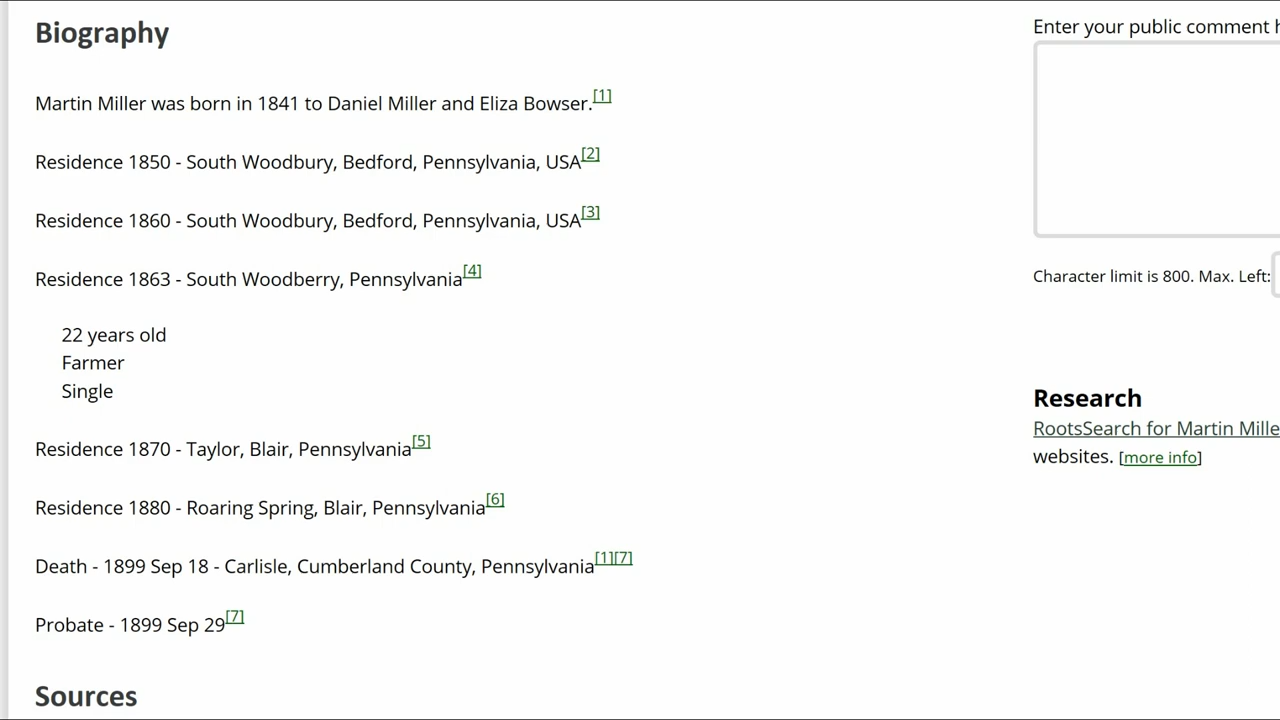 Biography
Martin Miller was born in 1841 to Daniel Miller and Eliza Bowser.[1]
Residence 1850 - South Woodbury, Bedford, Pennsylvania, USA[2]
Residence 1860 - South Woodbury, Bedford, Pennsylvania, USA[3]
Residence 1863 - South Woodberry, Pennsylvania[4]
22 years old
Farmer
Single
Residence 1870 - Taylor, Blair, Pennsylvania[5]
Residence 1880 - Roaring Spring, Blair, Pennsylvania[6]
Death - 1899 Sep 18 - Carlisle, Cumberland County, Pennsylvania[1][7]
Probate - 1899 Sep 29[7]
Sources
Enter your public comment h
Character limit is 800. Max. Left:
Research
RootsSearch for Martin Mille
websites. [more info]